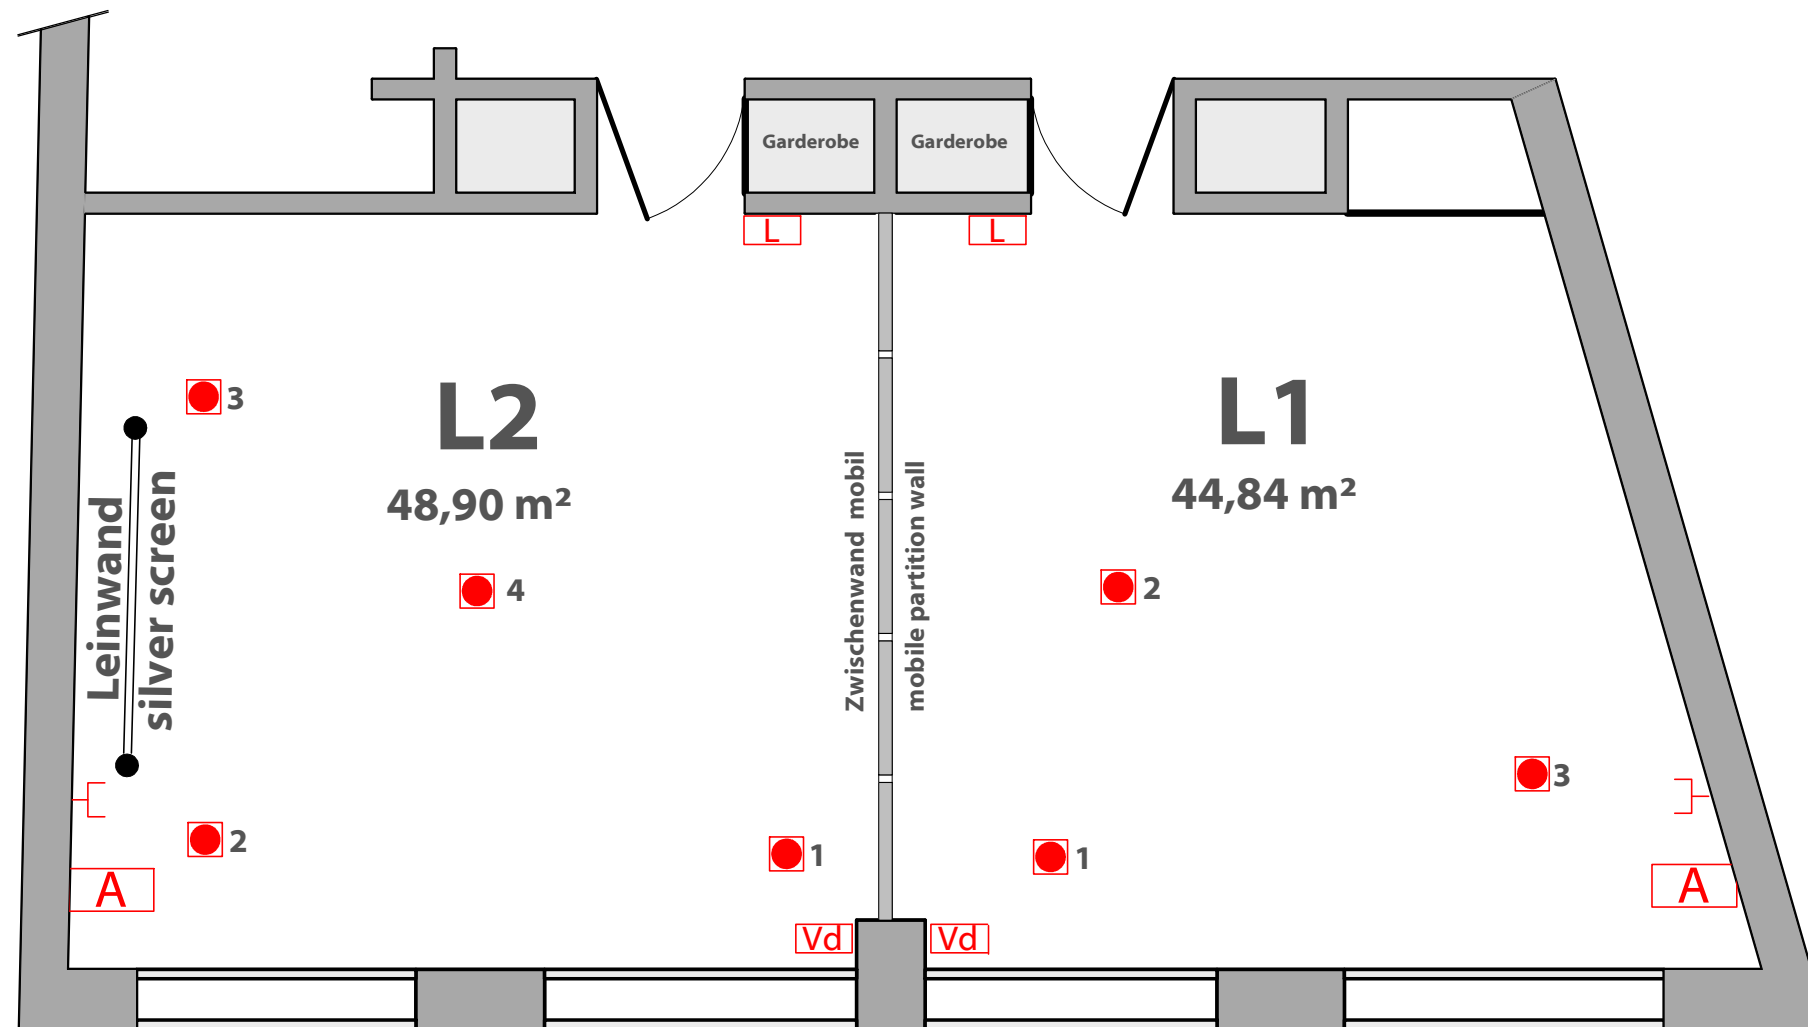 Garderobe
Garderobe
L
L
3
L2
48,90 m²
L1
44,84 m²
Leinwand
silver screen
Zwischenwand mobil
mobile partition wall
4
2
3
2
1
1
A
A
Vd
Vd